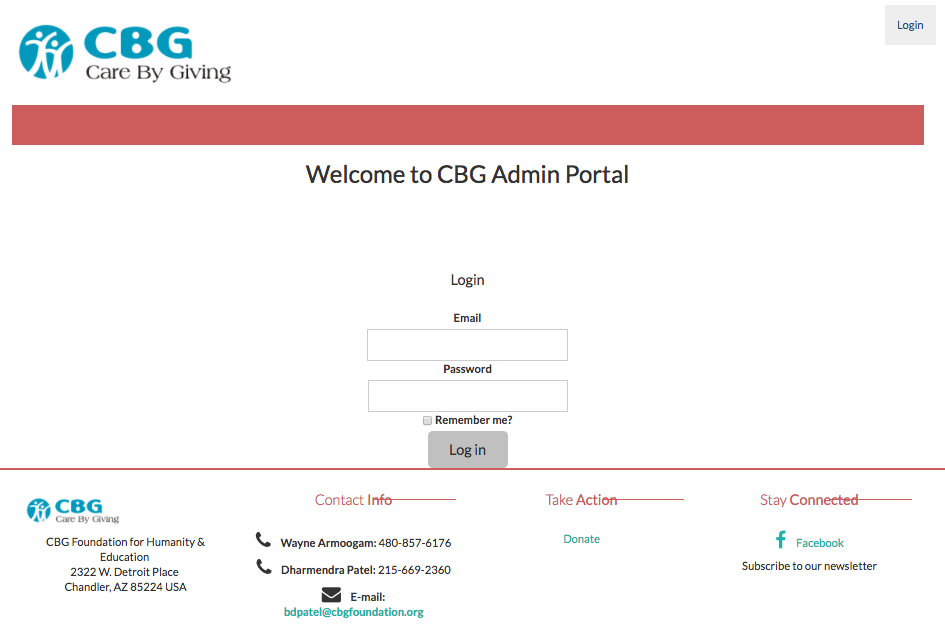 Login
CBG
Care By Giving
Welcome to CBG Admin Portal
Login
Email
Password
Remember me?
Log in
CBG
Care By Giving
CBG Foundation for Humanity &
Education
2322 W. Detroit Place
Chandler, AZ 85224 USA
Contact Info
Wayne Armoogam: 480-857-6176
Dharmendra Patel: 215-669-2360
E-mail:
bdpatel@cbgfoundation.org
Take Action
Donate
Stay Connected
Facebook
Subscribe to our newsletter